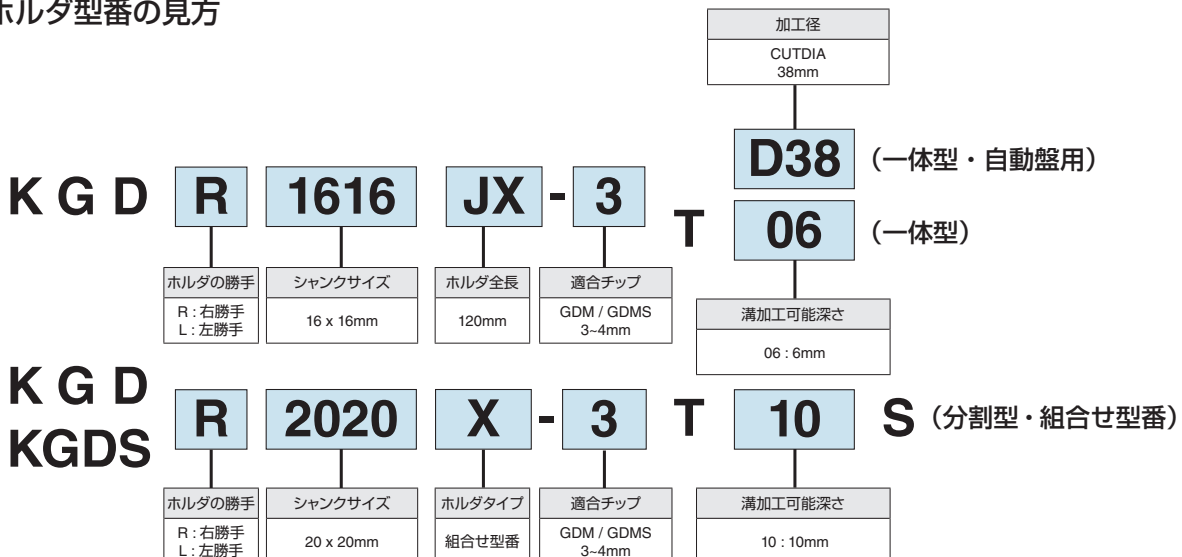 ホルダ型番の見方
加工径
CUTDIA
38mm
D38 (一体型・自動盤用)
KGD R 1616 JX - 3 T 06 (一体型)
ホルダの勝手
R : 右勝手
L : 左勝手
シャンクサイズ
16 x 16mm
ホルダ全長
120mm
適合チップ
GDM / GDMS
3~4mm
溝加工可能深さ
06 : 6mm
KGD
KGDS
R 2020 X - 3 T 10 S (分割型・組合せ型番)
ホルダの勝手
R : 右勝手
L : 左勝手
シャンクサイズ
20 x 20mm
ホルダタイプ
組合せ型番
適合チップ
GDM / GDMS
3~4mm
溝加工可能深さ
10 : 10mm